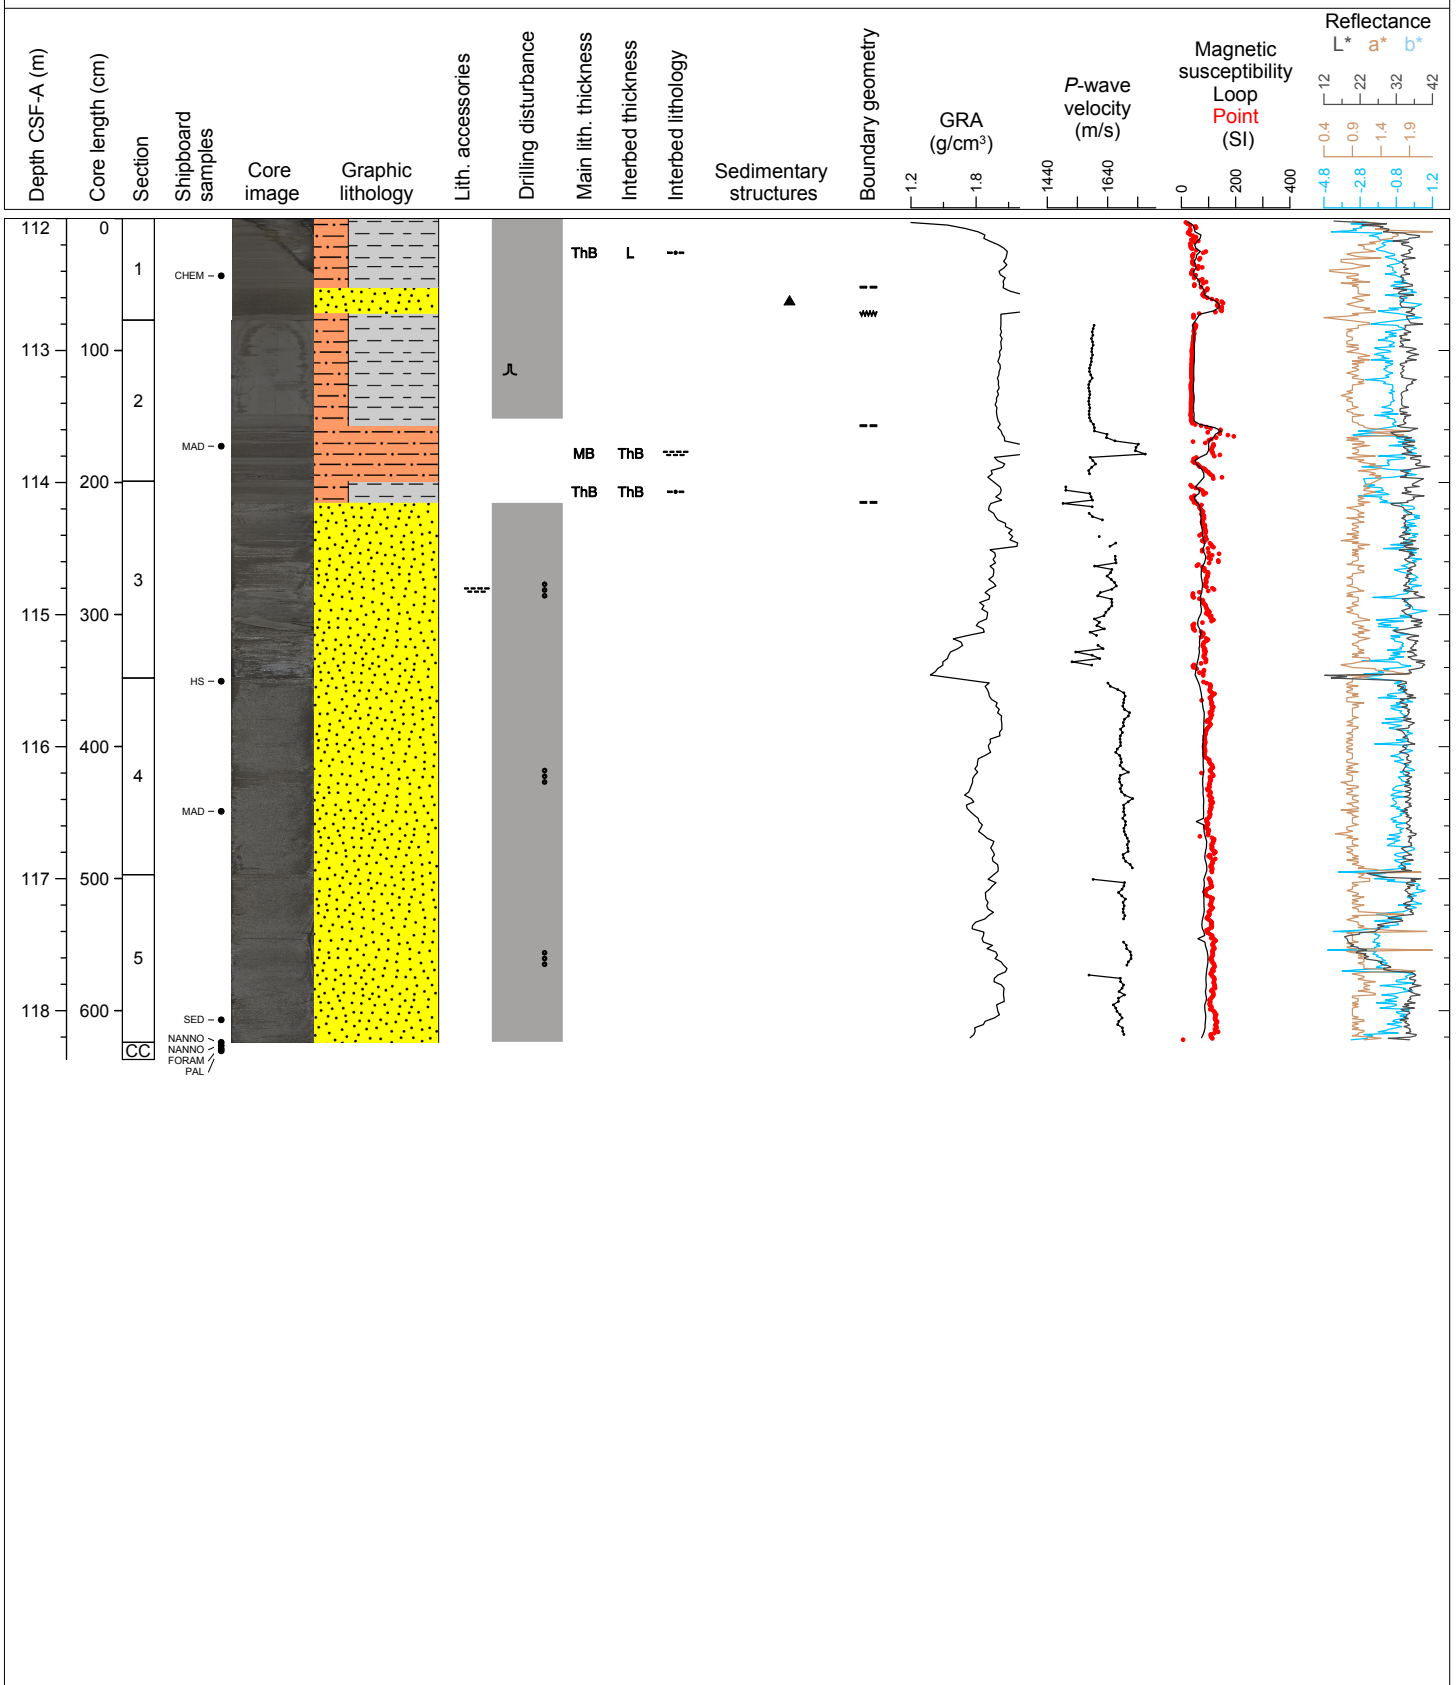 Depth CSF-A (m)
Core length (cm)
Section
Shipboard
samples
Core
image
Graphic
lithology
Lith. accessories
Drilling disturbance
Main lith. thickness
Interbed thickness
Interbed lithology
Sedimentary
structures
Boundary geometry
GRA
(g/cm³)
1.2
1.8
P-wave
velocity
(m/s)
1440
1640
Magnetic
susceptibility
Loop
Point
(SI)
0
200
400
Reflectance
L* a* b*
12
22
32
42
0.4
0.9
1.4
1.9
-4.8
-2.8
-0.8
1.2
112
113
114
115
116
117
118
0
100
200
300
400
500
600
1
2
3
4
5
CC
CHEM
MAD
HS
MAD
SED
NANNO
NANNO
FORAM
PAL
ThB L
MB ThB
ThB ThB